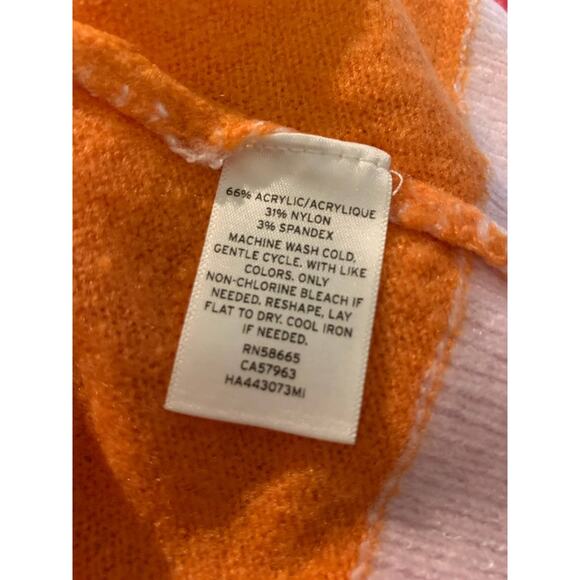 66% ACRYLIC/ACRYLIQUE
31% NYLON
3% SPANDEX
MACHINE WASH COLD,
GENTLE CYCLE. WITH LIKE
COLORS. ONLY
NON-CHLORINE BLEACH IF
NEEDED. RESHAPE, LAY
FLAT TO DRY. COOL IRON
IF NEEDED.
RN58665
CA57963
HA443073MI